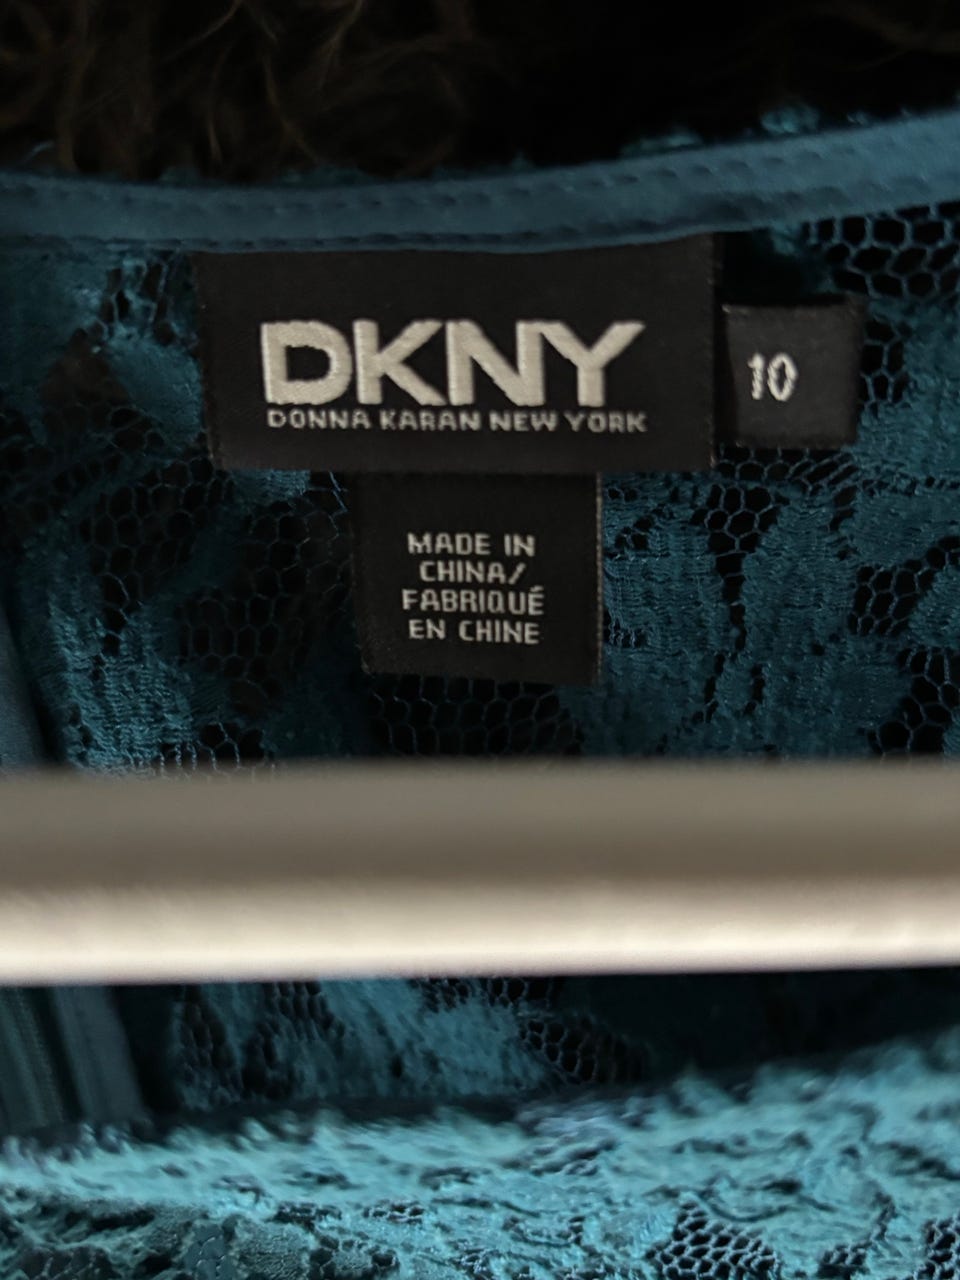 DKNY
DONNA KARAN NEW YORK
10
MADE IN
CHINA/
FABRIQUÉ
EN CHINE